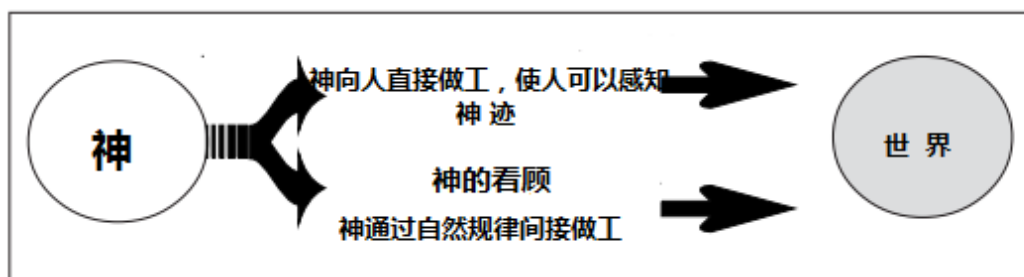 神
神向人直接做工，使人可以感知
神 迹
神的看顾
神通过自然规律间接做工
世 界